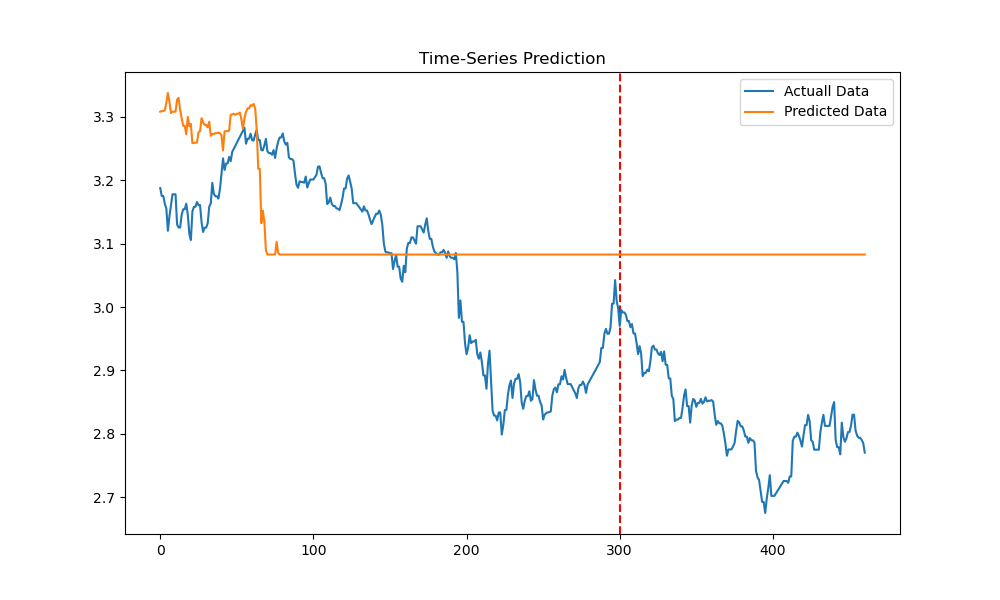 Time-Series Prediction
Actuall Data
Predicted Data
3.3
3.2
3.1
3.0
2.9
2.8
2.7
0 100 200 300 400